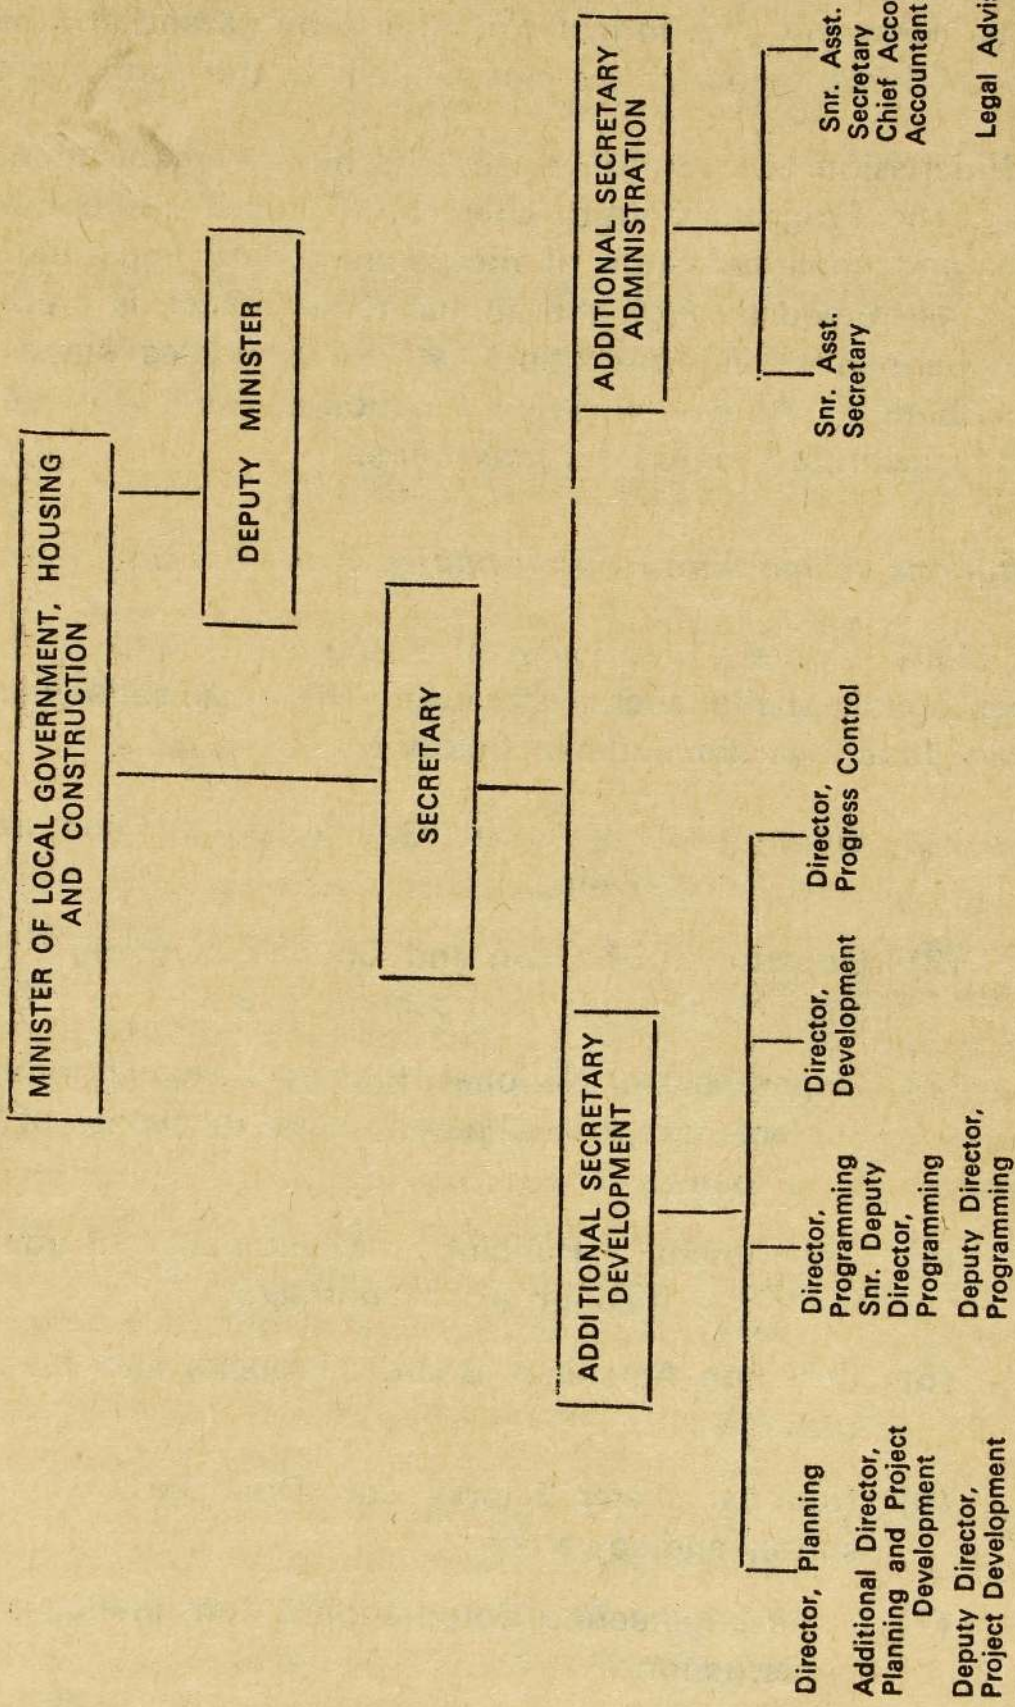 MINISTER OF LOCAL GOVERNMENT, HOUSING
AND CONSTRUCTION
DEPUTY MINISTER
SECRETARY
ADDITIONAL SECRETARY
DEVELOPMENT
ADDITIONAL SECRETARY
ADMINISTRATION
Director, Planning
Additional Director,
Planning and Project
Development
Deputy Director,
Project Development
Director,
Programming
Snr. Deputy
Director,
Programming
Deputy Director,
Programming
Director,
Development
Director,
Progress Control
Snr. Asst.
Secretary
Snr. Asst.
Secretary
Chief
Accountant
Legal